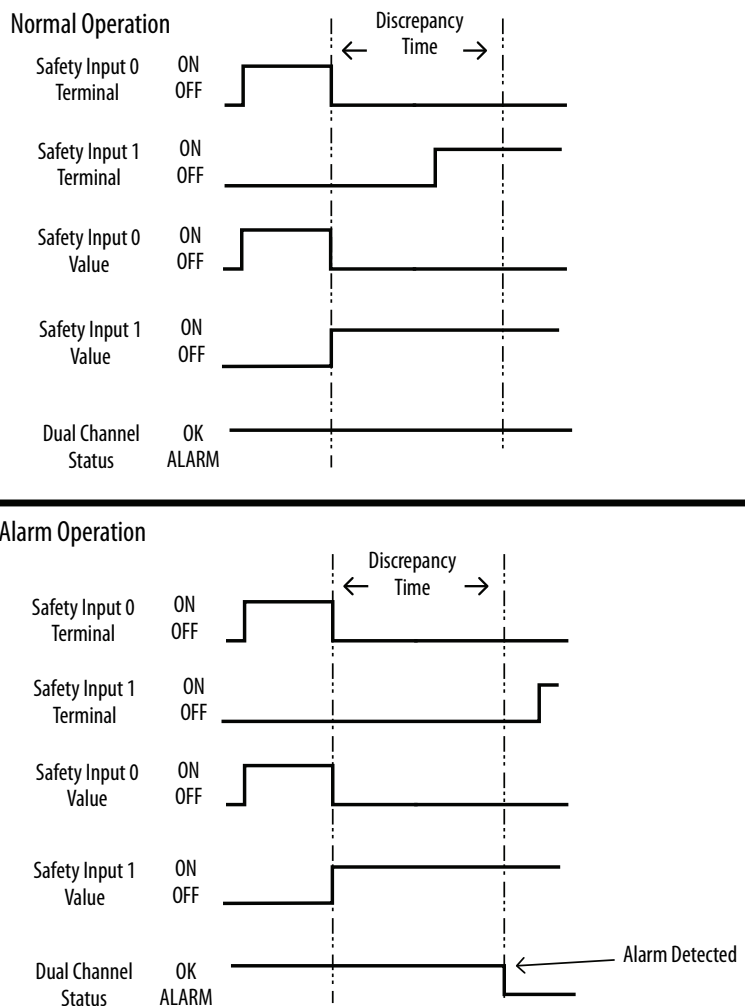 Normal Operation
Discrepancy
Time
Safety Input 0
Terminal
ON
OFF
Safety Input 1
Terminal
ON
OFF
Safety Input 0
Value
ON
OFF
Safety Input 1
Value
ON
OFF
Dual Channel
Status
OK
ALARM
Alarm Operation
Discrepancy
Time
Safety Input 0
Terminal
ON
OFF
Safety Input 1
Terminal
ON
OFF
Safety Input 0
Value
ON
OFF
Safety Input 1
Value
ON
OFF
Dual Channel
Status
OK
ALARM
Alarm Detected